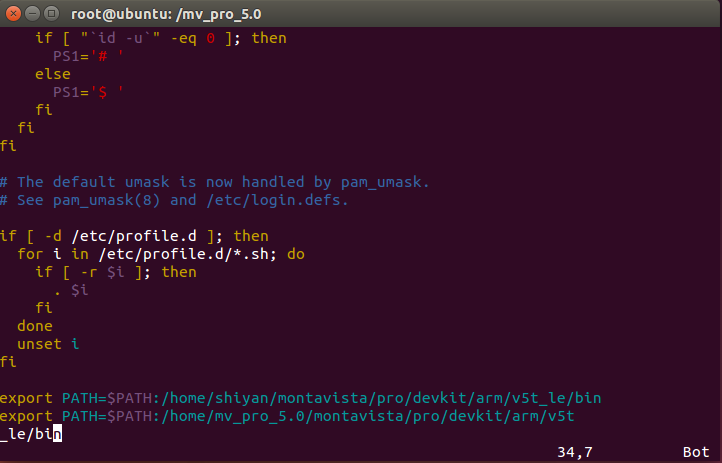 root@ubuntu: /mv_pro_5.0
if [ "`id -u`" -eq 0 ]; then
PS1='# '
else
PS1='$ '
fi
fi
fi
# The default umask is now handled by pam_umask.
# See pam_umask(8) and /etc/login.defs.
if [ -d /etc/profile.d ]; then
for i in /etc/profile.d/*.sh; do
if [ -r $i ]; then
. $i
fi
done
unset i
fi
export PATH=$PATH:/home/shiyan/montavista/pro/devkit/arm/v5t_le/bin
export PATH=$PATH:/home/mv_pro_5.0/montavista/pro/devkit/arm/v5t
_le/bin
34,7 Bot